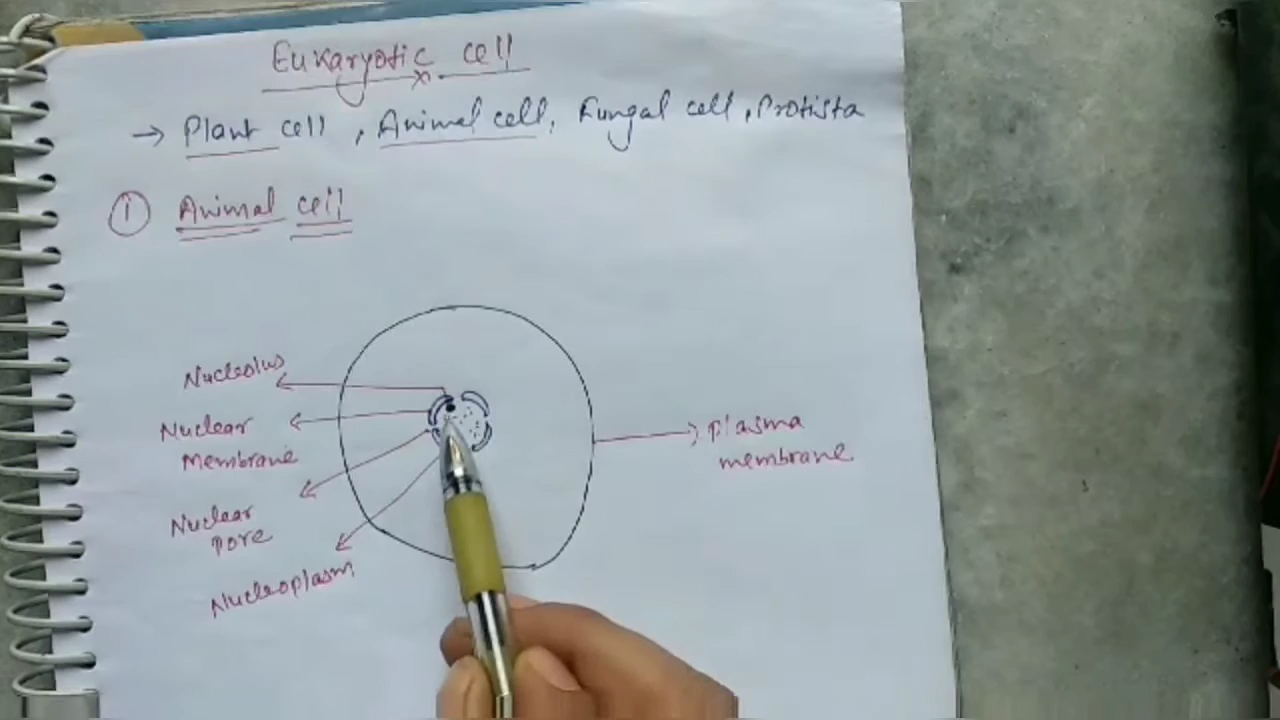 Eukaryotic cell
→ Plant cell, Animal cell, Fungal cell, Protista
① Animal cell
Nucleolus
Nuclear
Membrane
Nuclear
pore
Nucleoplasm
plasma
membrane